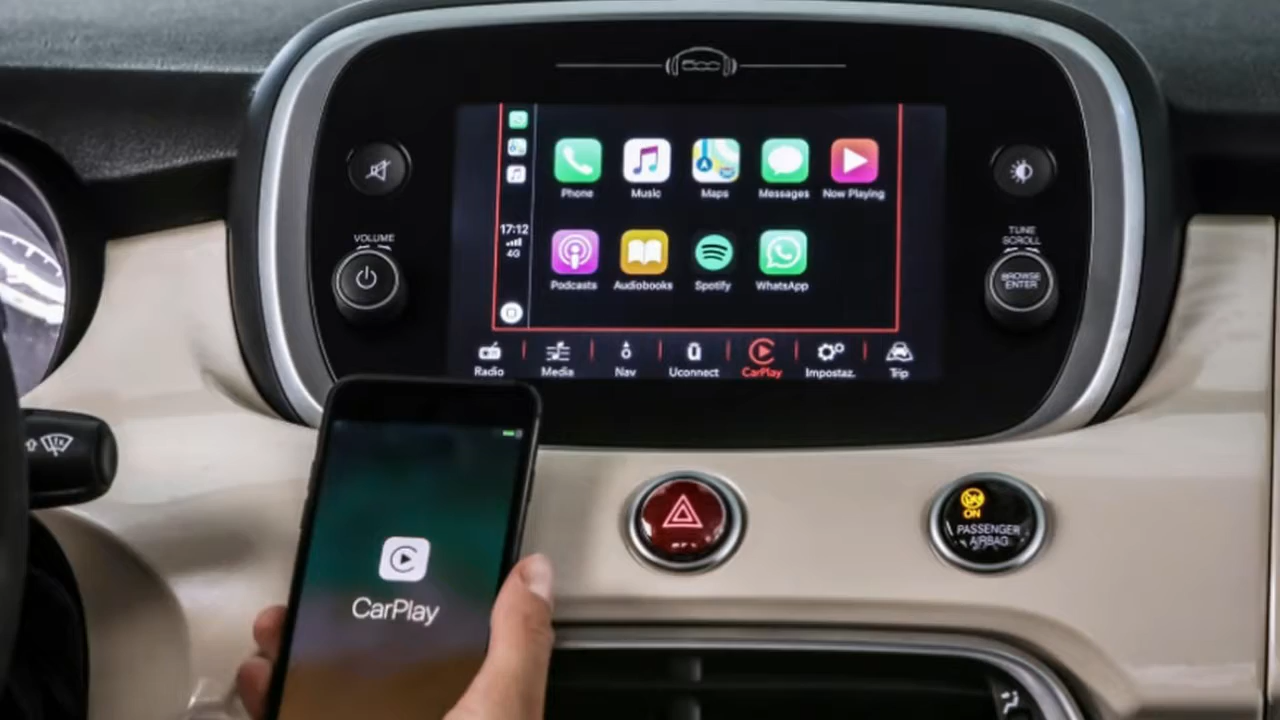 500
VOLUME
TUNE
SCROLL
BROWSE
ENTER
17:12
4G
Phone
Music
Maps
Messages
Now Playing
Podcasts
Audiobooks
Spotify
WhatsApp
Radio
Media
Nav
Uconnect
CarPlay
Impostaz.
Trip
CarPlay
ON
PASSENGER
AIRBAG